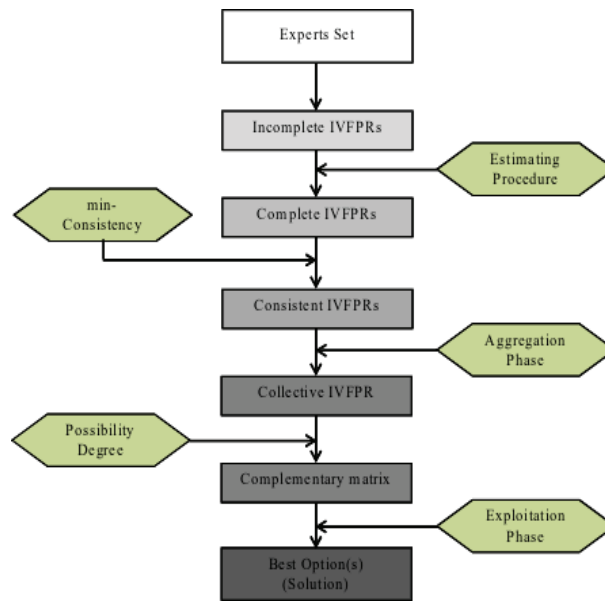 Experts Set
Incomplete IVFPRs
Estimating
Procedure
min-
Consistency
Complete IVFPRs
Consistent IVFPRs
Aggregation
Phase
Collective IVFPR
Possibility
Degree
Complementary matrix
Exploitation
Phase
Best Option(s)
(Solution)